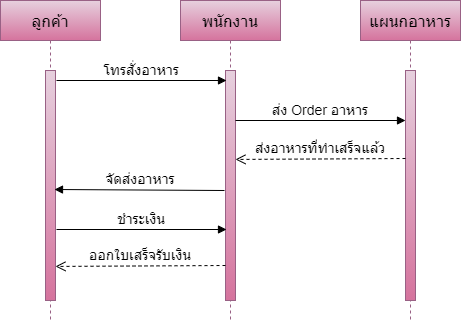 ลูกค้า
พนักงาน
แผนกอาหาร
โทรสั่งอาหาร
ส่ง Order อาหาร
ส่งอาหารที่ทำเสร็จแล้ว
จัดส่งอาหาร
ชำระเงิน
ออกใบเสร็จรับเงิน